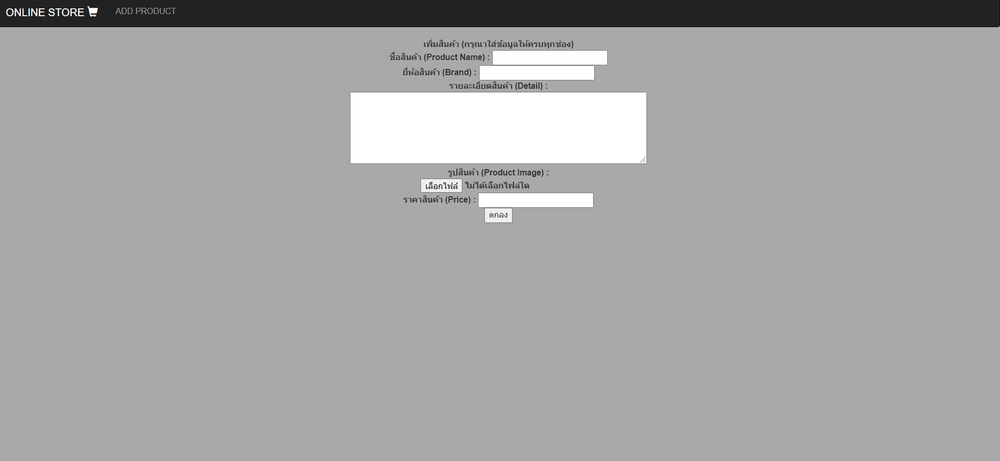 ONLINE STORE ADD PRODUCT
เพิ่มสินค้า (กรุณาใส่ข้อมูลให้ครบทุกช่อง)
ชื่อสินค้า (Product Name) :
ยี่ห้อสินค้า (Brand) :
รายละเอียดสินค้า (Detail) :
รูปสินค้า (Product Image) :
เลือกไฟล์ ไม่ได้เลือกไฟล์ใด
ราคาสินค้า (Price) :
ตกลง